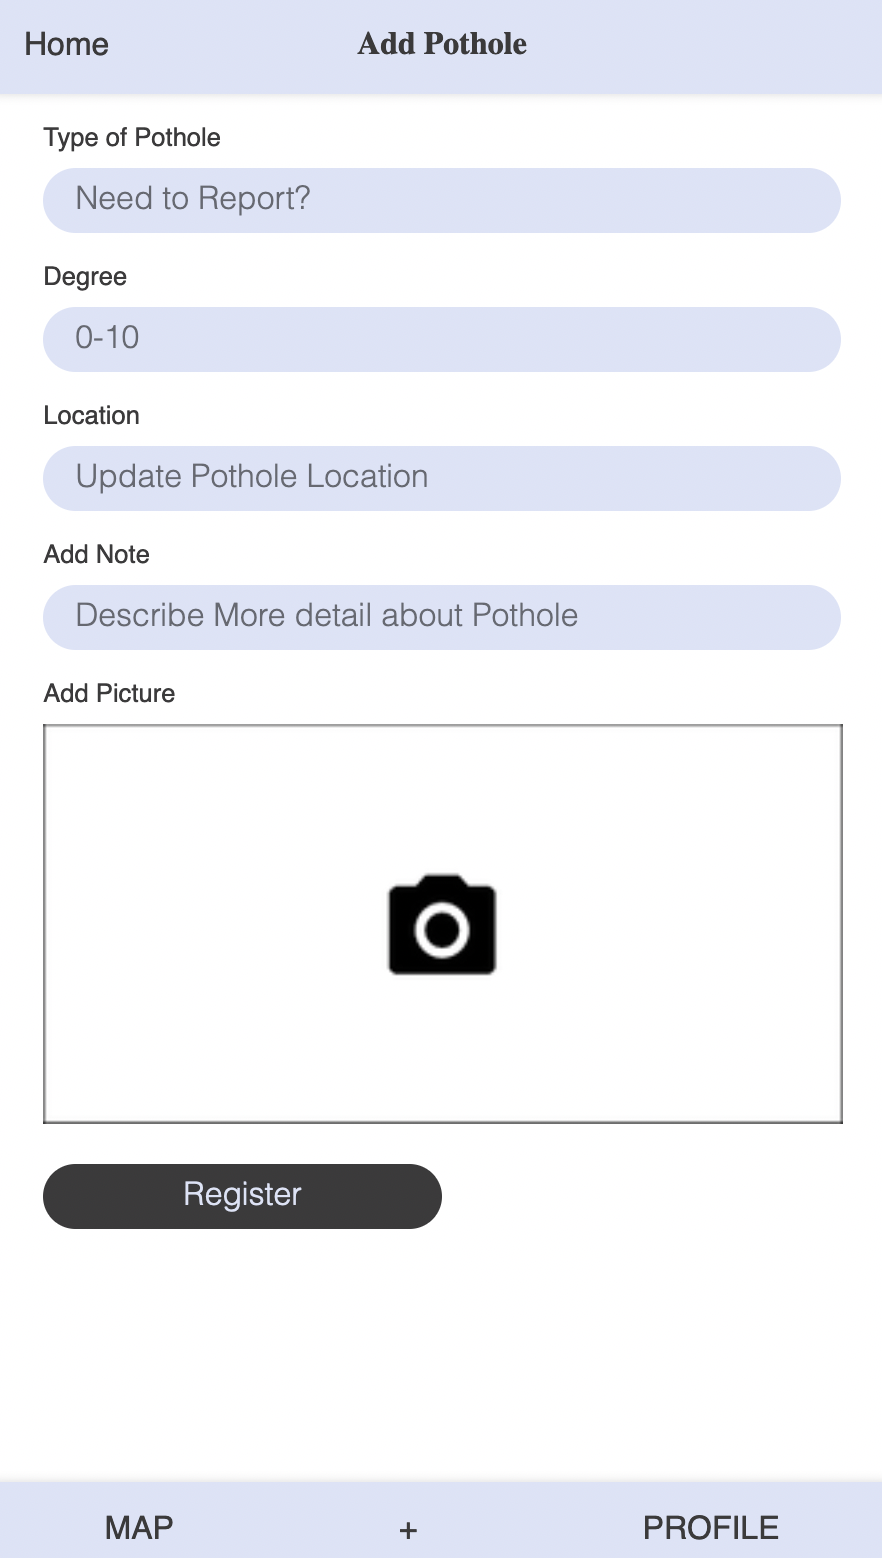 Home
Add Pothole
Type of Pothole
Need to Report?
Degree
0-10
Location
Update Pothole Location
Add Note
Describe More detail about Pothole
Add Picture
Register
MAP
+
PROFILE